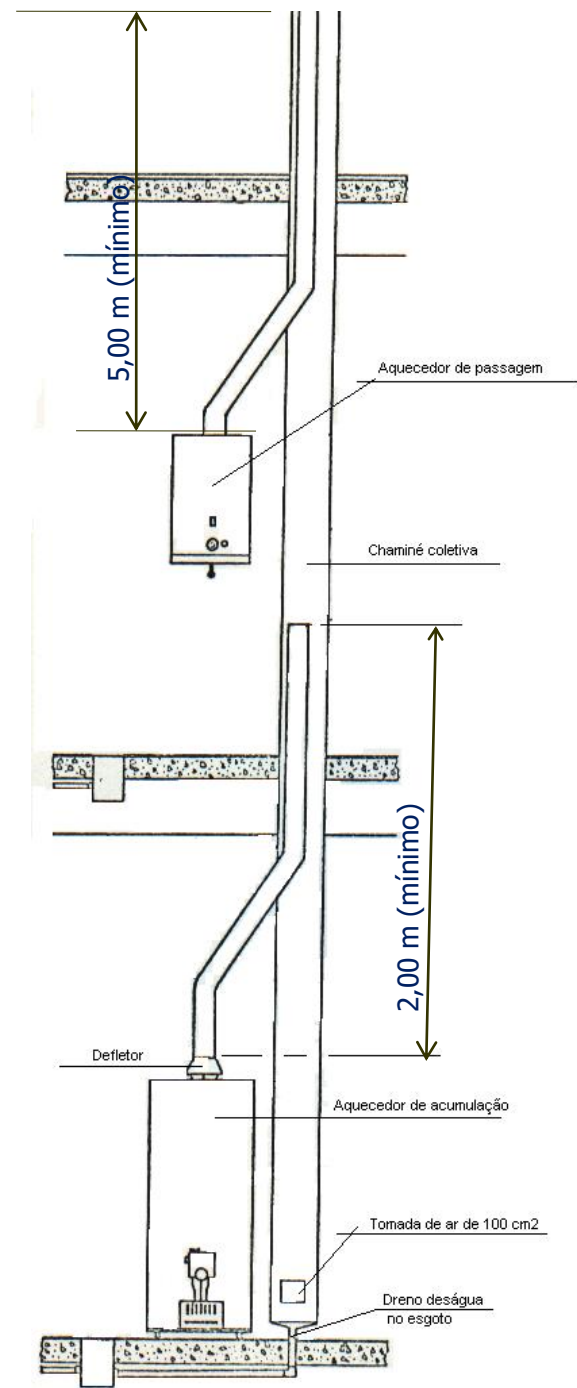 5,00 m (mínimo)
Aquecedor de passagem
Chaminé coletiva
2,00 m (mínimo)
Defletor
Aquecedor de acumulação
Tomada de ar de 100 cm2
Dreno deságua
no esgoto